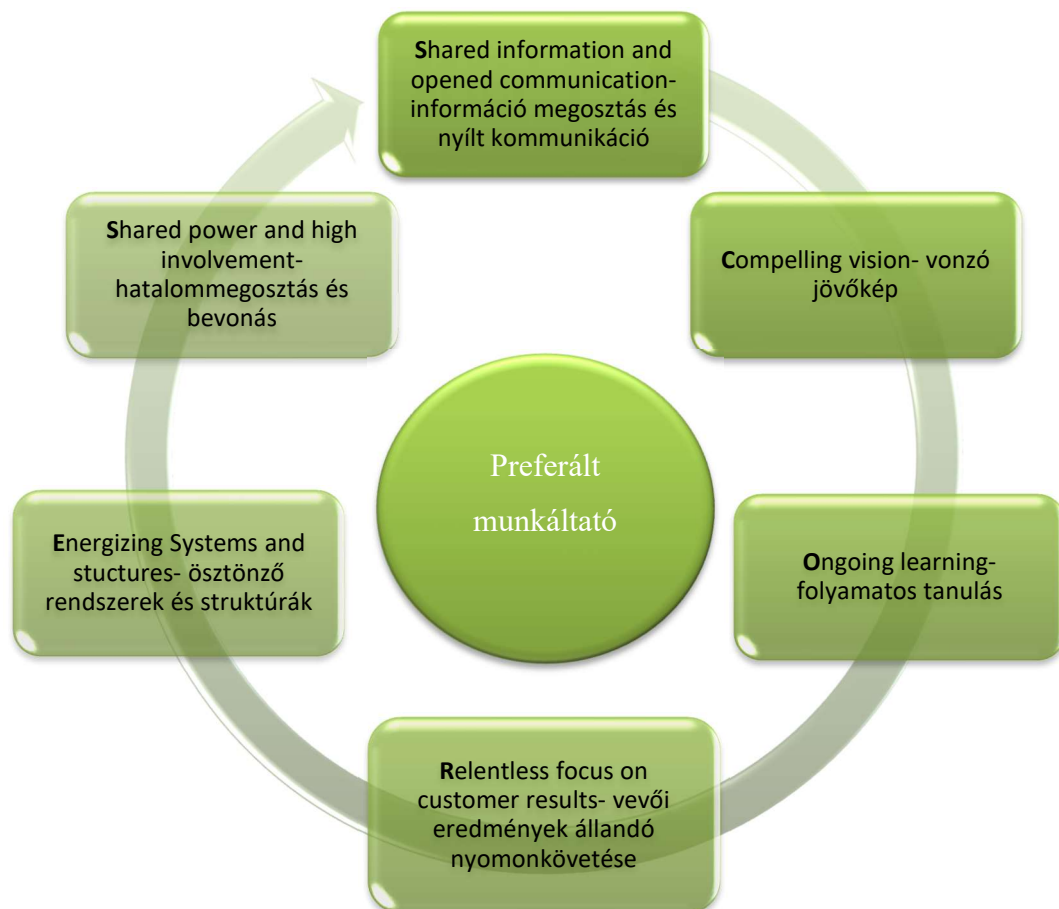 Shared information and
opened communication-
információ megosztás és
nyílt kommunikáció
Compelling vision- vonzó
jövőkép
Ongoing learning-
folyamatos tanulás
Relentless focus on
customer results- vevői
eredmények állandó
nyomonkövetése
Energizing Systems and
stuctures- ösztönző
rendszerek és struktúrák
Shared power and high
involvement-
hatalommegosztás és
bevonás
Preferált
munkáltató